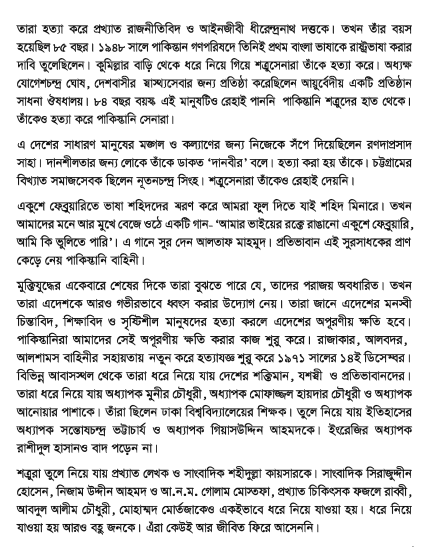 তারা হত্যা করে প্রখ্যাত রাজনীতিবিদ ও আইনজীবী ধীরেন্দ্রনাথ দত্তকে। তখন তাঁর বয়স
হয়েছিল ৮৫ বছর। ১৯৪৮ সালে পাকিস্তান গণপরিষদে তিনিই প্রথম বাংলা ভাষাকে রাষ্ট্রভাষা করার
দাবি তুলেছিলেন। কুমিল্লার বাড়ি থেকে ধরে নিয়ে গিয়ে শত্রুসেনারা তাঁকে হত্যা করে। অধ্যক্ষ
যোগেশচন্দ্র ঘোষ, দেশবাসীর স্বাস্থ্যসেবার জন্য প্রতিষ্ঠা করেছিলেন আয়ুর্বেদীয় একটি প্রতিষ্ঠান
সাধনা ঔষধালয়। ৮৪ বছর বয়স্ক এই মানুষটিও রেহাই পাননি পাকিস্তানি শত্রুদের হাত থেকে।
তাঁকেও হত্যা করে পাকিস্তানি সেনারা।
এ দেশের সাধারণ মানুষের মঙ্গল ও কল্যাণের জন্য নিজেকে সঁপে দিয়েছিলেন রণদাপ্রসাদ
সাহা। দানশীলতার জন্য লোকে তাঁকে ডাকত ‘দানবীর’ বলে। হত্যা করা হয় তাঁকে। চট্টগ্রামের
বিখ্যাত সমাজসেবক ছিলেন নূতনচন্দ্র সিংহ। শত্রুসেনারা তাঁকেও রেহাই দেয়নি।
একুশে ফেব্রুয়ারিতে ভাষা শহিদদের স্মরণ করে আমরা ফুল দিতে যাই শহিদ মিনারে। তখন
আমাদের মনে আর মুখে বেজে ওঠে একটি গান- ‘আমার ভাইয়ের রক্তে রাঙানো একুশে ফেব্রুয়ারি,
আমি কি ভুলিতে পারি’। এ গানে সুর দেন আলতাফ মাহমুদ। প্রতিভাবান এই সুরসাধকের প্রাণ
কেড়ে নেয় পাকিস্তানি বাহিনী।
মুক্তিযুদ্ধের একেবারে শেষের দিকে তারা বুঝতে পারে যে, তাদের পরাজয় অবধারিত। তখন
তারা এদেশকে আরও গভীরভাবে ধ্বংস করার উদ্যোগ নেয়। তারা জানে এদেশের মনস্বী
চিন্তাবিদ, শিক্ষাবিদ ও সৃষ্টিশীল মানুষদের হত্যা করলে এদেশের অপূরণীয় ক্ষতি হবে।
পাকিস্তানিরা আমাদের সেই অপূরণীয় ক্ষতি করার কাজ শুরু করে। রাজাকার, আলবদর,
আলশামস বাহিনীর সহায়তায় নতুন করে হত্যাযজ্ঞ শুরু করে ১৯৭১ সালের ১৪ই ডিসেম্বর।
বিভিন্ন আবাসস্থল থেকে তারা ধরে নিয়ে যায় দেশের শক্তিমান, যশস্বী ও প্রতিভাবানদের।
তারা ধরে নিয়ে যায় অধ্যাপক মুনীর চৌধুরী, অধ্যাপক মোফাজ্জল হায়দার চৌধুরী ও অধ্যাপক
আনোয়ার পাশাকে। তাঁরা ছিলেন ঢাকা বিশ্ববিদ্যালয়ের শিক্ষক। তুলে নিয়ে যায় ইতিহাসের
অধ্যাপক সন্তোষচন্দ্র ভট্টাচার্য ও অধ্যাপক গিয়াসউদ্দিন আহমদকে। ইংরেজির অধ্যাপক
রাশীদুল হাসানও বাদ পড়েন না।
শত্রুরা তুলে নিয়ে যায় প্রখ্যাত লেখক ও সাংবাদিক শহীদুল্লা কায়সারকে। সাংবাদিক সিরাজুদ্দীন
হোসেন, নিজাম উদ্দীন আহমদ ও আ.ন.ম. গোলাম মোস্তফা, প্রখ্যাত চিকিৎসক ফজলে রাব্বী,
আবদুল আলীম চৌধুরী, মোহাম্মদ মোর্তজাকেও একইভাবে ধরে নিয়ে যাওয়া হয়। ধরে নিয়ে
যাওয়া হয় আরও বহু জনকে। এঁরা কেউই আর জীবিত ফিরে আসেননি।